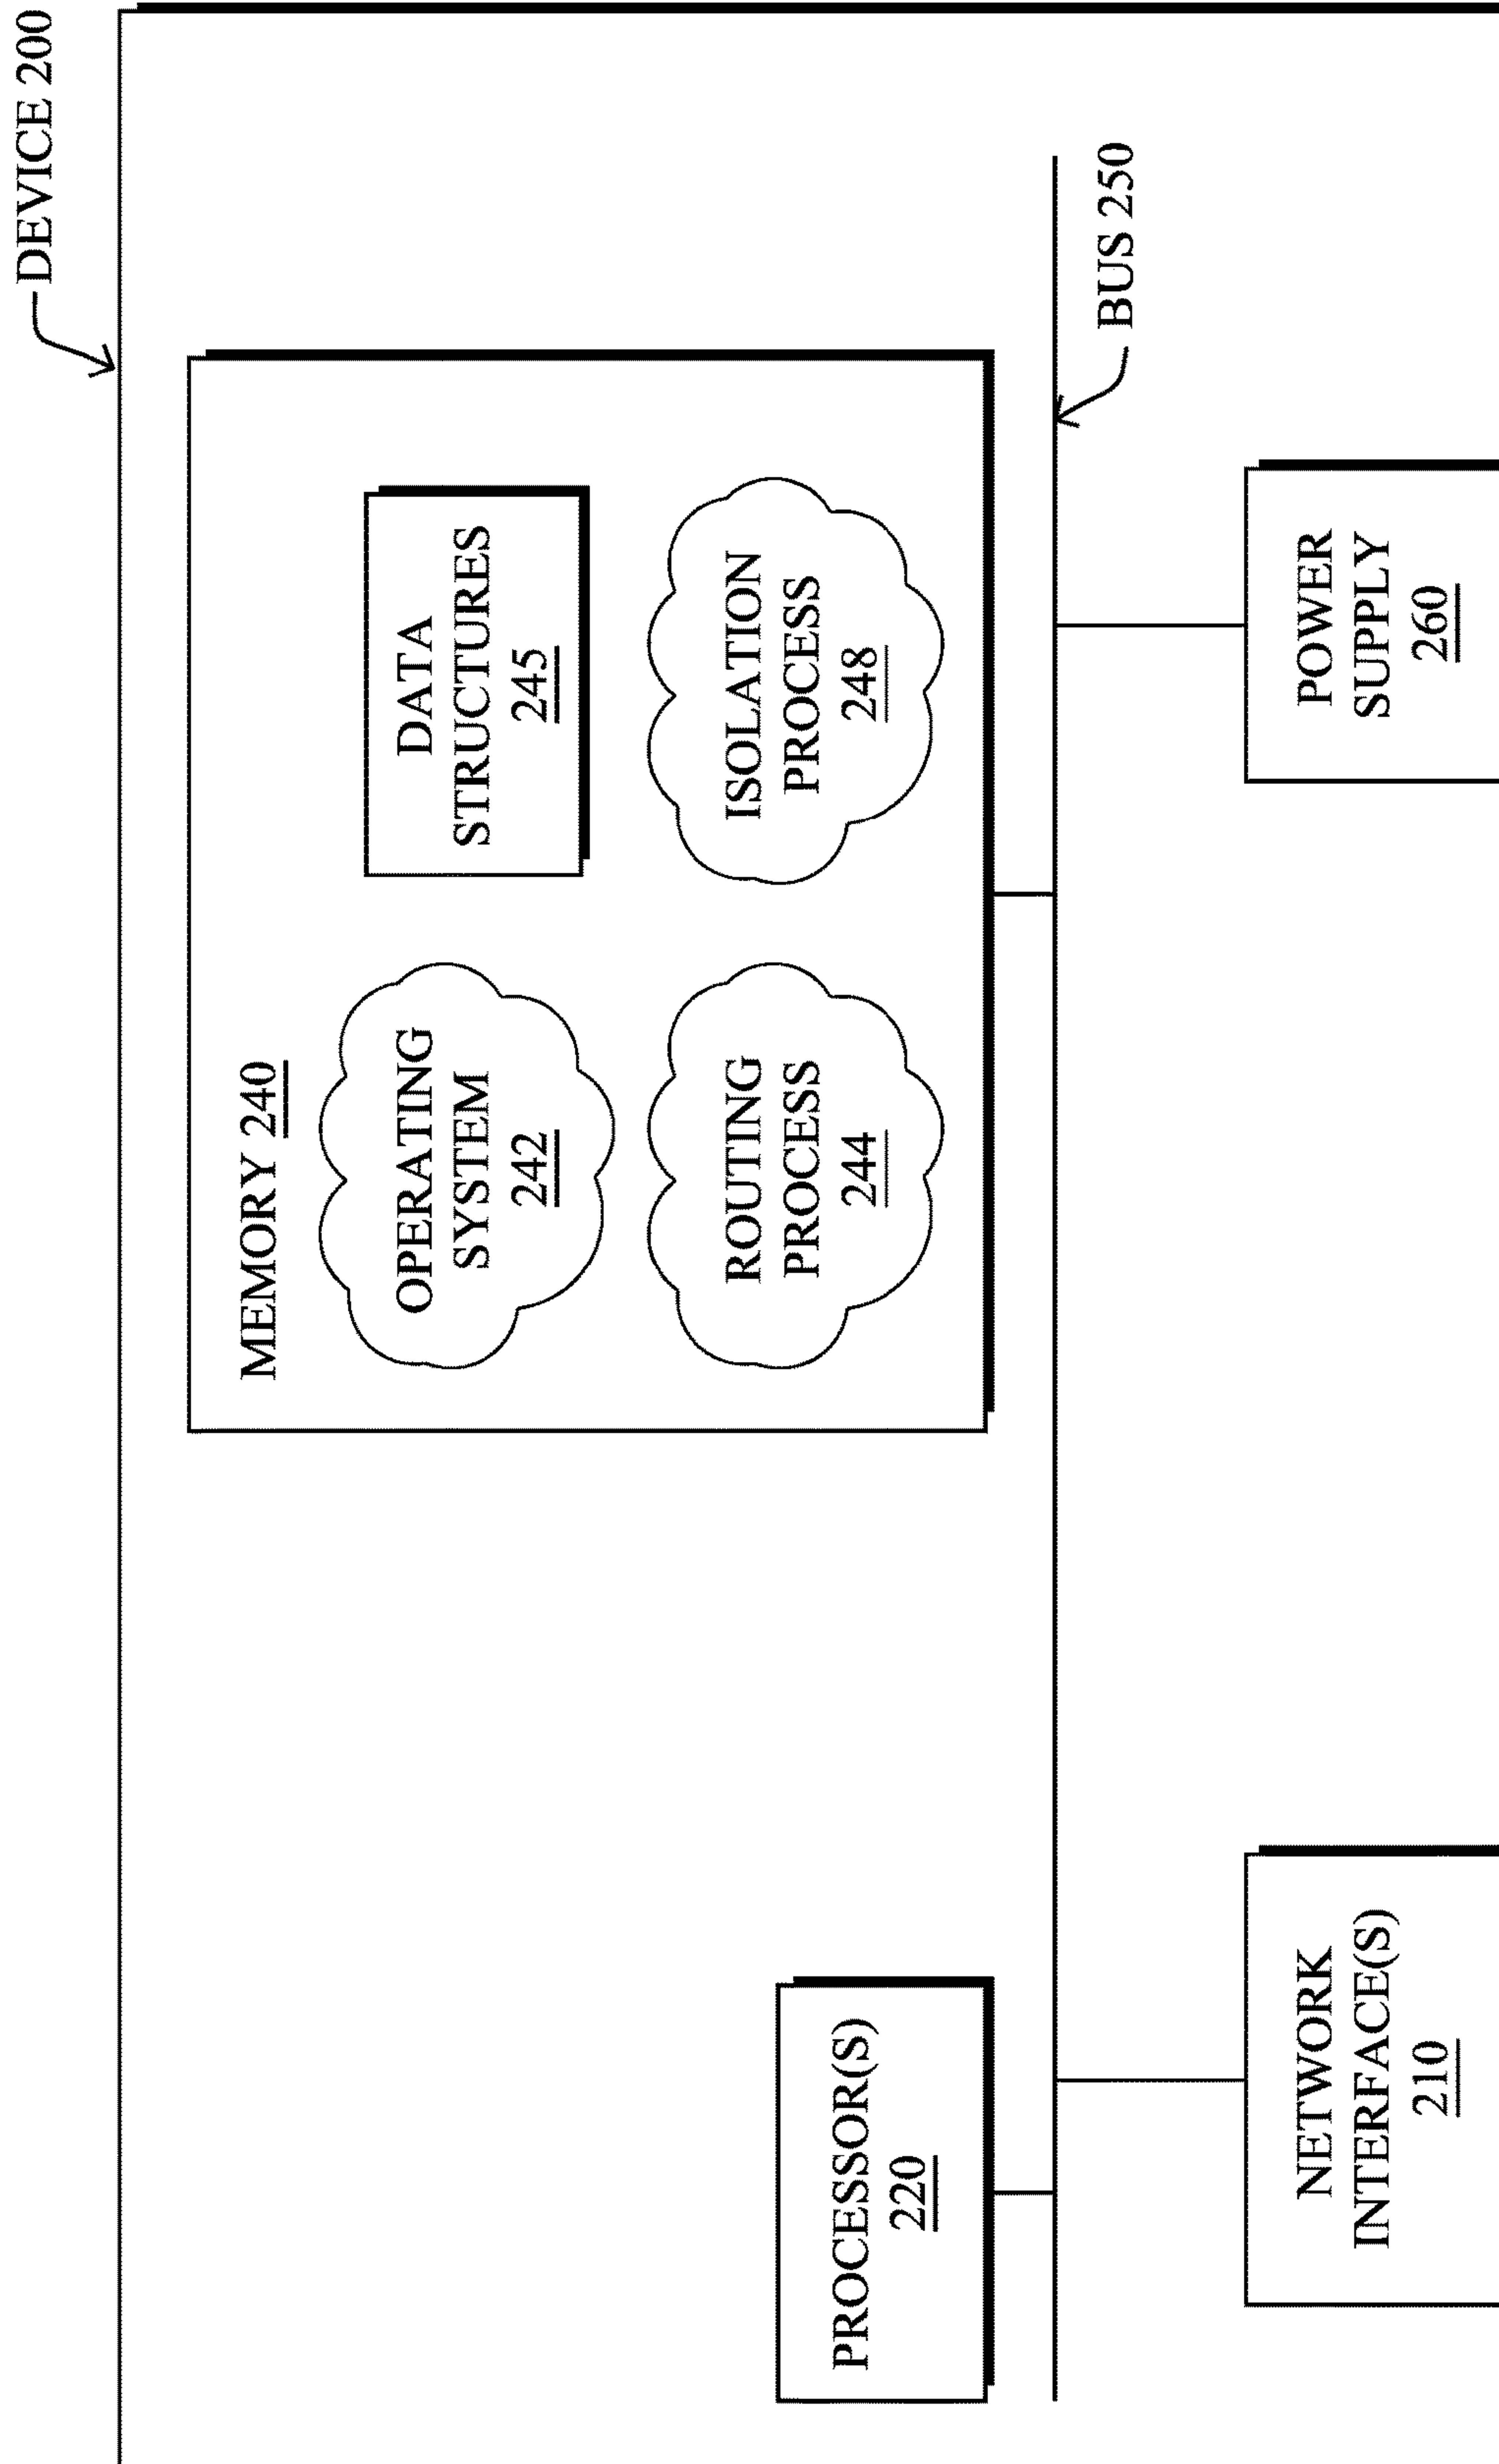 DEVICE 200
MEMORY 240
OPERATING
SYSTEM
242
DATA
STRUCTURES
245
ROUTING
PROCESS
244
ISOLATION
PROCESS
248
PROCESSOR(S)
220
BUS 250
NETWORK
INTERFACE(S)
210
POWER
SUPPLY
260